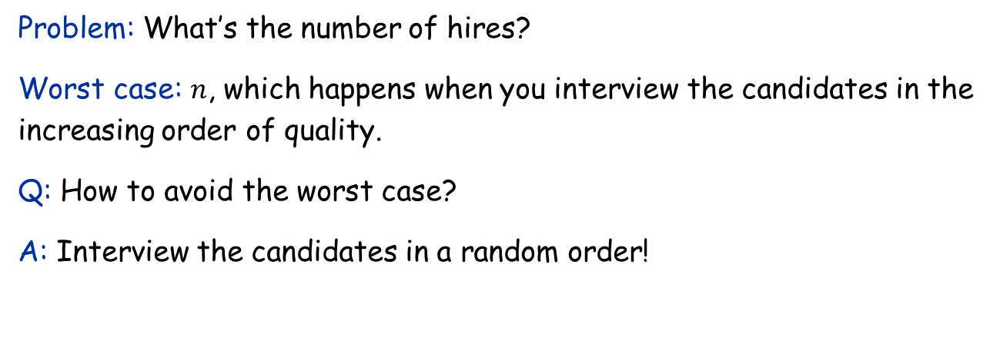 Problem: What's the number of hires?
Worst case: n, which happens when you interview the candidates in the
increasing order of quality.
Q: How to avoid the worst case?
A: Interview the candidates in a random order!